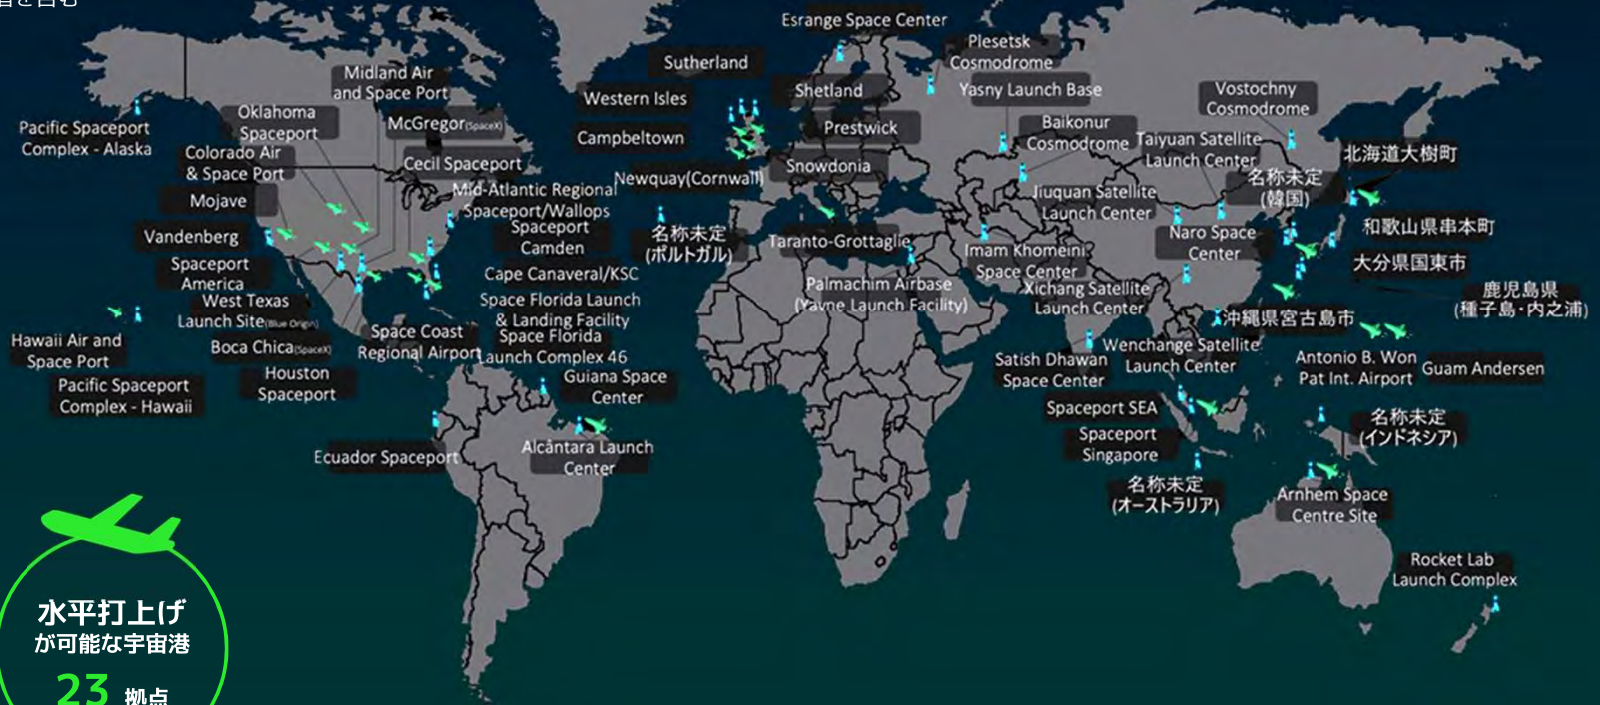 者を含む
Esrange Space Center
Plesetsk
Cosmodrome
Sutherland
Midland Air
and Space Port
Shetland
Yasny Launch Base
Vostochny
Cosmodrome
Western Isles
Oklahoma
Spaceport
McGregor(SpaceX)
Prestwick
Baikonur
Cosmodrome
Pacific Spaceport
Complex - Alaska
Campbeltown
Taiyuan Satellite
Launch Center
北海道大樹町
Colorado Air
& Space Port
Cecil Spaceport
Snowdonia
Newquay(Cornwall)
名称未定
(韓国)
Mojave
Mid-Atlantic Regional
Spaceport/Wallops
Jiuquan Satellite
Launch Center
Vandenberg
Spaceport
Camden
名称未定
(ポルトガル)
Taranto-Grottaglie
Imam Khomeini
Space Center
Naro Space
Center
和歌山県串本町
Spaceport
America
Cape Canaveral/KSC
大分県国東市
Palmachim Airbase
(Yavne Launch Facility)
Xichang Satellite
Launch Center
鹿児島県
(種子島・内之浦)
West Texas
Launch Site(Blue Origin)
Space Florida Launch
& Landing Facility
沖縄県宮古島市
Hawaii Air and
Space Port
Boca Chica(SpaceX)
Space Coast
Regional Airport
Space Florida
Launch Complex 46
Satish Dhawan
Space Center
Wenchange Satellite
Launch Center
Antonio B. Won
Pat Int. Airport
Guam Andersen
Pacific Spaceport
Complex - Hawaii
Houston
Spaceport
Guiana Space
Center
Spaceport SEA
名称未定
(インドネシア)
Ecuador Spaceport
Alcântara Launch
Center
Spaceport
Singapore
名称未定
(オーストラリア)
Arnhem Space
Centre Site
Rocket Lab
Launch Complex
水平打上げ
が可能な宇宙港
23 拠点